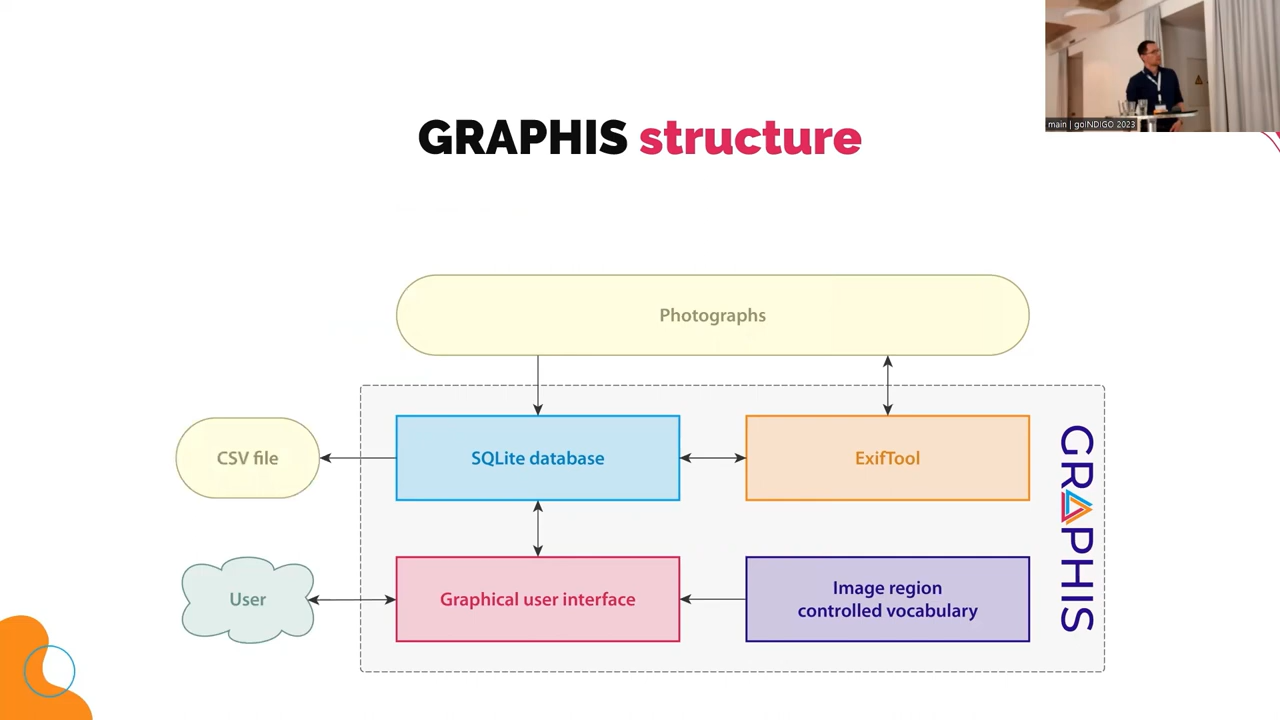 main | goINDIGO 2023
GRAPHIS structure
Photographs
CSV file
SQLite database
ExifTool
User
Graphical user interface
Image region
controlled vocabulary
GRAPHIS